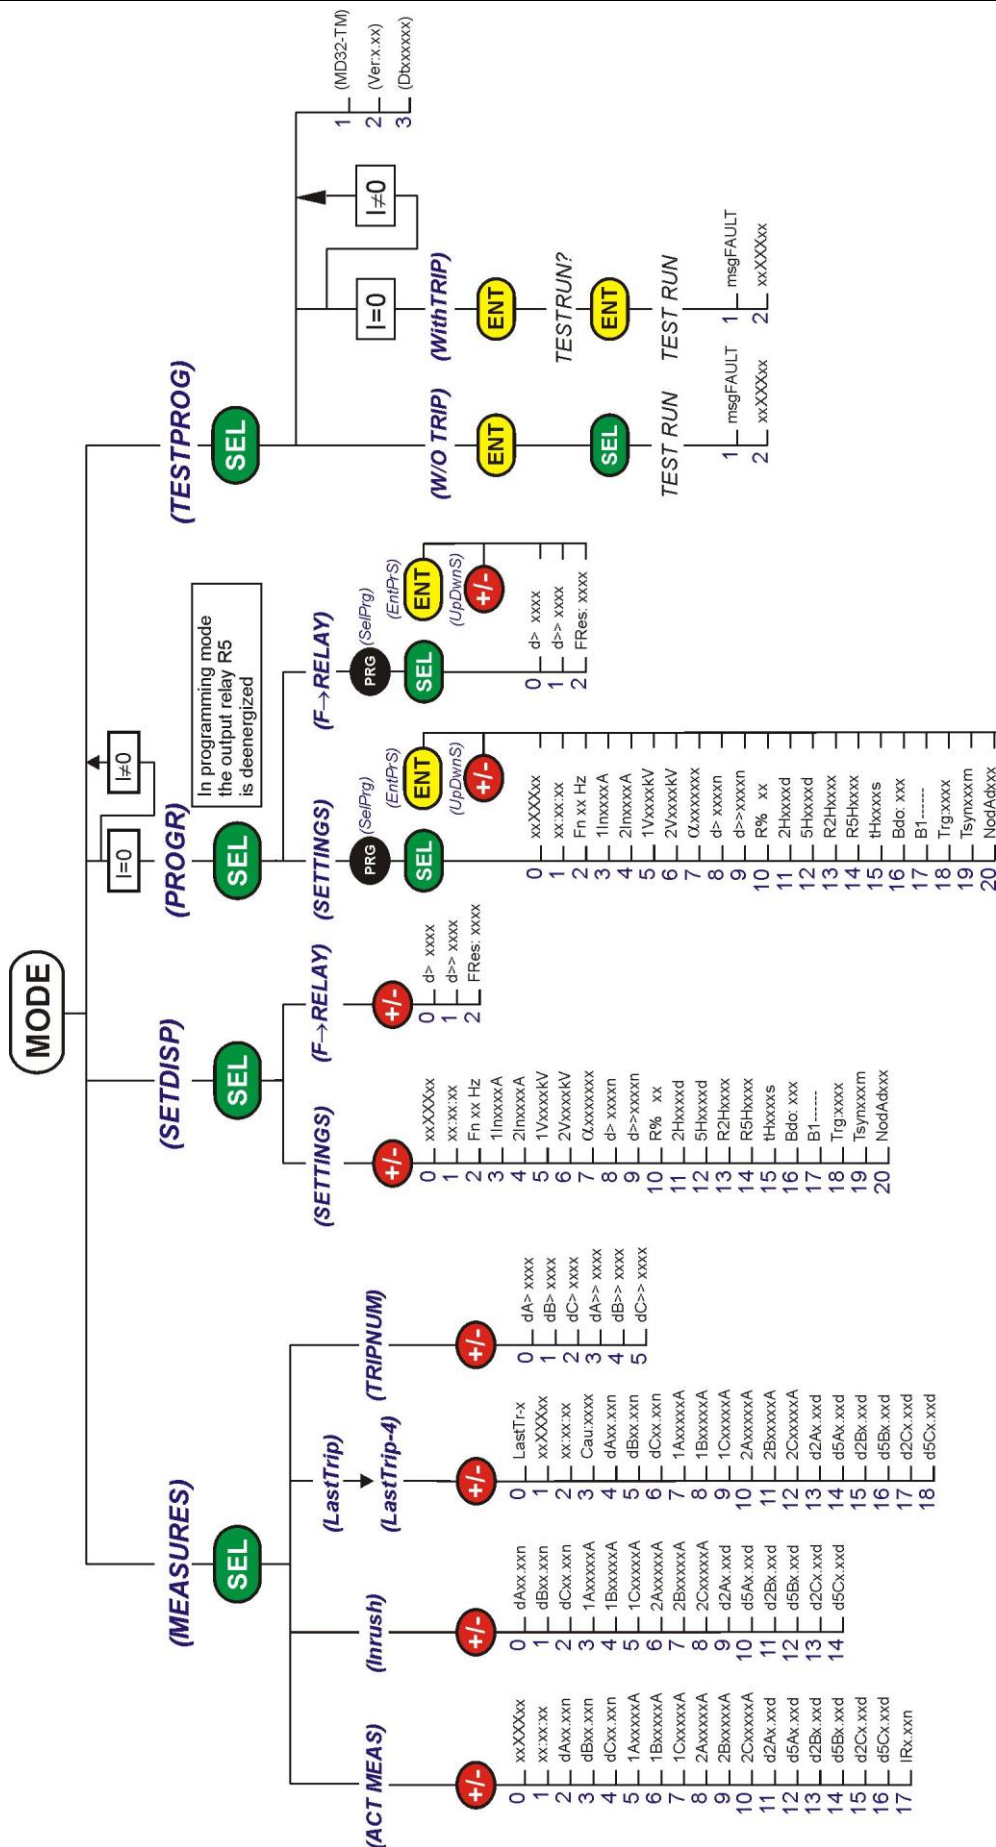 MODE
(MEASURES)
SEL
(ACT MEAS)
+/-
0 xxXXXxx
1 xx:xx:xx
2 dAxx.xxn
3 dBxx.xxn
4 dCxx.xxn
5 1AxxxxxA
6 1BxxxxxA
7 1CxxxxxA
8 2AxxxxxA
9 2BxxxxxA
10 2CxxxxxA
11 d2Ax.xxd
12 d5Ax.xxd
13 d2Bx.xxd
14 d5Bx.xxd
15 d2Cx.xxd
16 d5Cx.xxd
17 IRx.xxn
(Inrush)
+/-
0 dAxx.xxn
1 dBxx.xxn
2 dCxx.xxn
3 1AxxxxxA
4 1BxxxxxA
5 1CxxxxxA
6 2AxxxxxA
7 2BxxxxxA
8 2CxxxxxA
9 d2Ax.xxd
10 d5Ax.xxd
11 d2Bx.xxd
12 d5Bx.xxd
13 d2Cx.xxd
14 d5Cx.xxd
(LastTrip)
(LastTrip-4)
+/-
0 LastTr-x
1 xxXXXxx
2 xx:xx:xx
3 Cau:xxxx
4 dAxx.xxn
5 dBxx.xxn
6 dCxx.xxn
7 1AxxxxxA
8 1BxxxxxA
9 1CxxxxxA
10 2AxxxxxA
11 2BxxxxxA
12 2CxxxxxA
13 d2Ax.xxd
14 d5Ax.xxd
15 d2Bx.xxd
16 d5Bx.xxd
17 d2Cx.xxd
18 d5Cx.xxd
(TRIPNUM)
+/-
0 dA> xxxx
1 dB> xxxx
2 dC> xxxx
3 dA>> xxxx
4 dB>> xxxx
5 dC>> xxxx
(SETDISP)
SEL
(SETTINGS)
+/-
0 xxXXXxx
1 xx:xx:xx
2 Fn xx Hz
3 1InxxxxA
4 2InxxxxA
5 1VxxxxkV
6 2VxxxxkV
7 αxxxxxxx
8 d> xxxxn
9 d>>xxxxn
10 R% xx
11 2Hxxxxd
12 5Hxxxxd
13 R2Hxxxx
14 R5Hxxxx
15 tHxxxxs
16 Bdo: xxx
17 B1------
18 Trg:xxxx
19 Tsynxxxm
20 NodAdxxx
(F→RELAY)
+/-
0 d> xxxx
1 d>> xxxx
2 FRes: xxxx
I=0
I≠0
(PROGR)
SEL
In programming mode
the output relay R5
is deenergized
(SETTINGS)
PRG (SelPrg)
SEL
(EntPrS)
ENT
(UpDwnS)
+/-
0 xxXXXxx
1 xx:xx:xx
2 Fn xx Hz
3 1InxxxxA
4 2InxxxxA
5 1VxxxxkV
6 2VxxxxkV
7 αxxxxxxx
8 d> xxxxn
9 d>>xxxxn
10 R% xx
11 2Hxxxxd
12 5Hxxxxd
13 R2Hxxxx
14 R5Hxxxx
15 tHxxxxs
16 Bdo: xxx
17 B1------
18 Trg:xxxx
19 Tsynxxxm
20 NodAdxxx
(F→RELAY)
PRG (SelPrg)
SEL
(EntPrS)
ENT
(UpDwnS)
+/-
0 d> xxxx
1 d>> xxxx
2 FRes: xxxx
(TESTPROG)
SEL
(W/O TRIP)
ENT
SEL
TEST RUN
1 msgFAULT
2 xxXXXxx
I=0
I≠0
(WithTRIP)
ENT
TESTRUN?
ENT
TEST RUN
1 msgFAULT
2 xxXXXxx
1 (MD32-TM)
2 (Ver.x.xx)
3 (Dbxxxxxx)